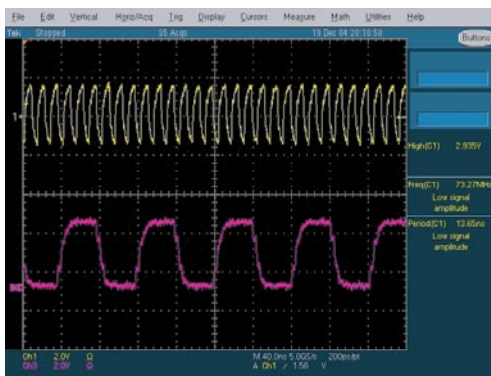 File Edit Vertical Horiz/Acq Trig Display Cursors Measure Math Utilities Help
Tek Stopped 85 Acqs 19 Dec 04 20:18:58 Buttons
High(C1) 2.935V
1
Freq(C1) 73.27MHz
Low signal
amplitude
Period(C1) 13.65ns
Low signal
amplitude
Ch1 2.0V Ω M 40.0ns 5.0GS/s 200ps/pt
Ch3 2.0V Ω A Ch1 / 1.56 V